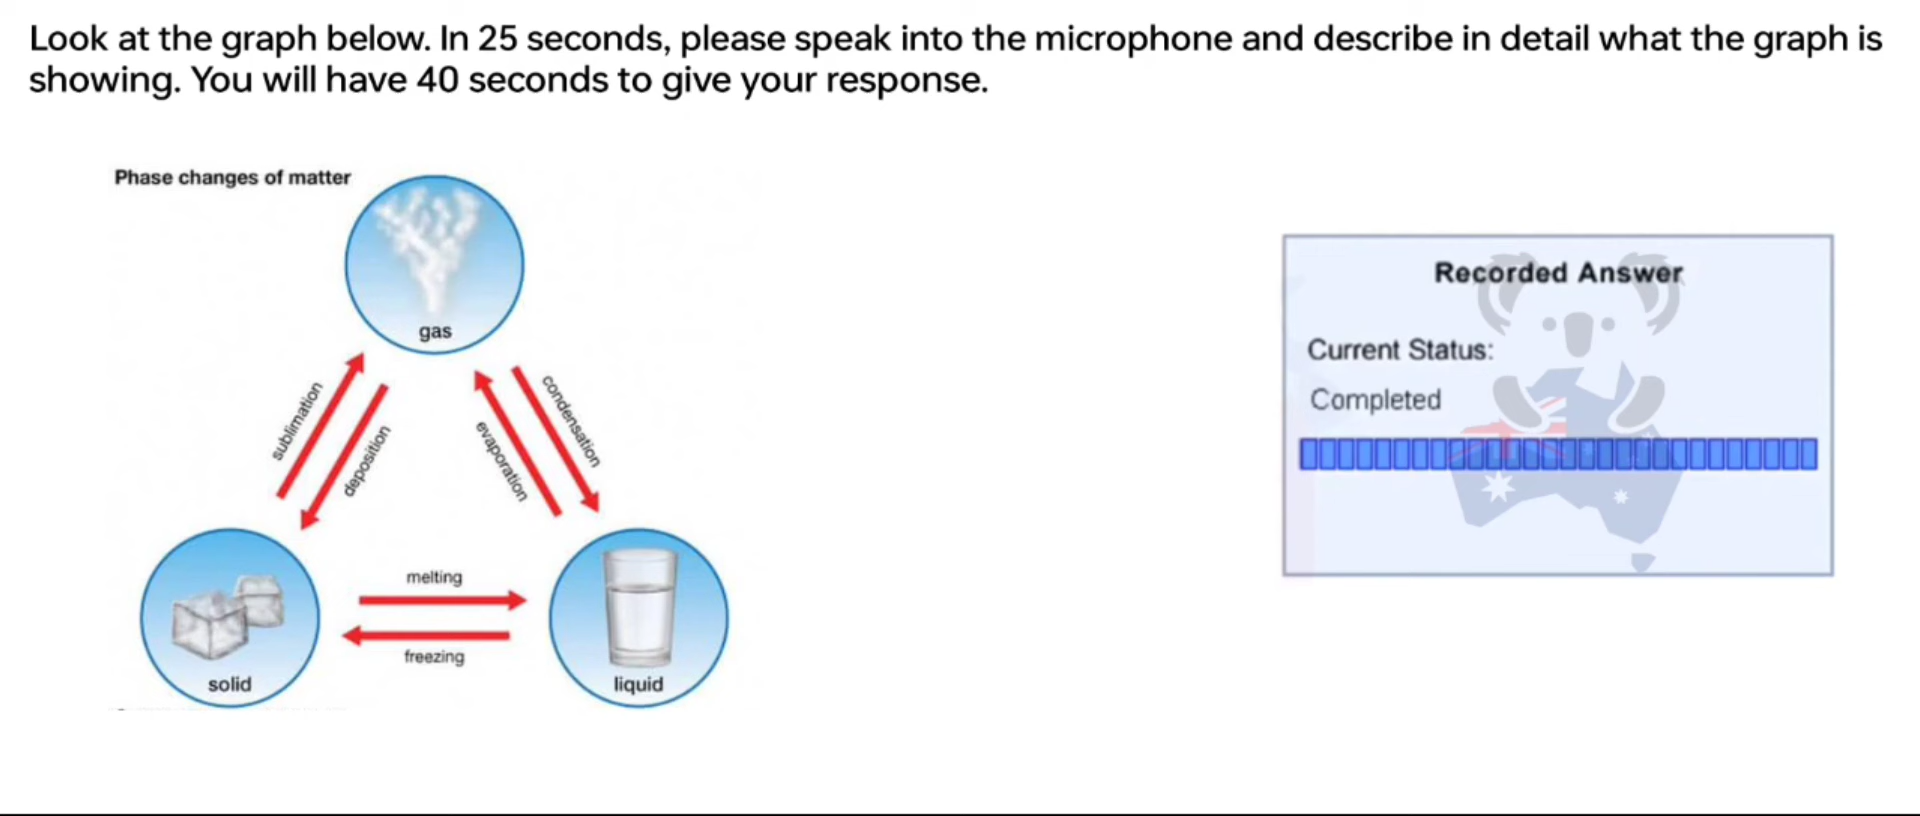 Look at the graph below. In 25 seconds, please speak into the microphone and describe in detail what the graph is
showing. You will have 40 seconds to give your response.
Phase changes of matter
gas
sublimation
deposition
evaporation
condensation
melting
freezing
solid
liquid
Recorded Answer
Current Status:
Completed